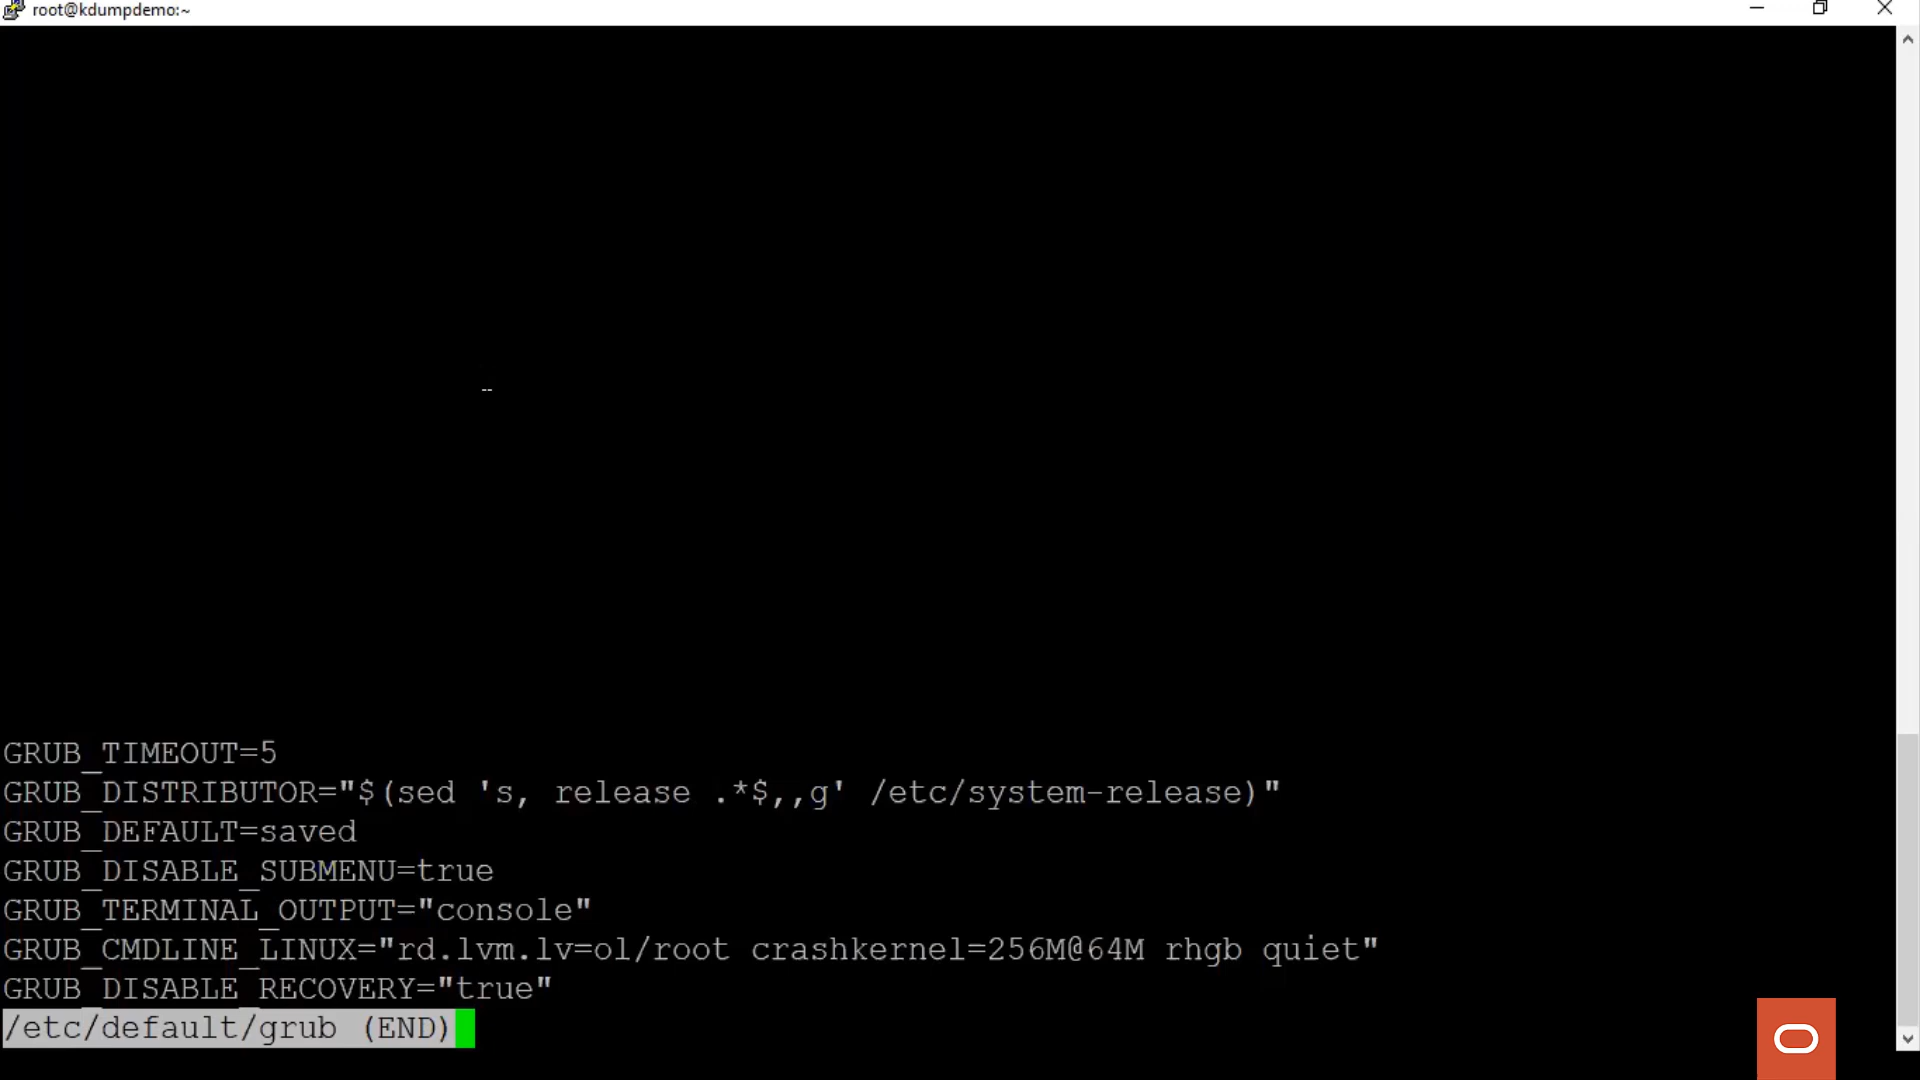 root@kdumpdemo:~
GRUB_TIMEOUT=5
GRUB_DISTRIBUTOR="$(sed 's, release .*$,,g' /etc/system-release)"
GRUB_DEFAULT=saved
GRUB_DISABLE_SUBMENU=true
GRUB_TERMINAL_OUTPUT="console"
GRUB_CMDLINE_LINUX="rd.lvm.lv=ol/root crashkernel=256M@64M rhgb quiet"
GRUB_DISABLE_RECOVERY="true"
/etc/default/grub (END)